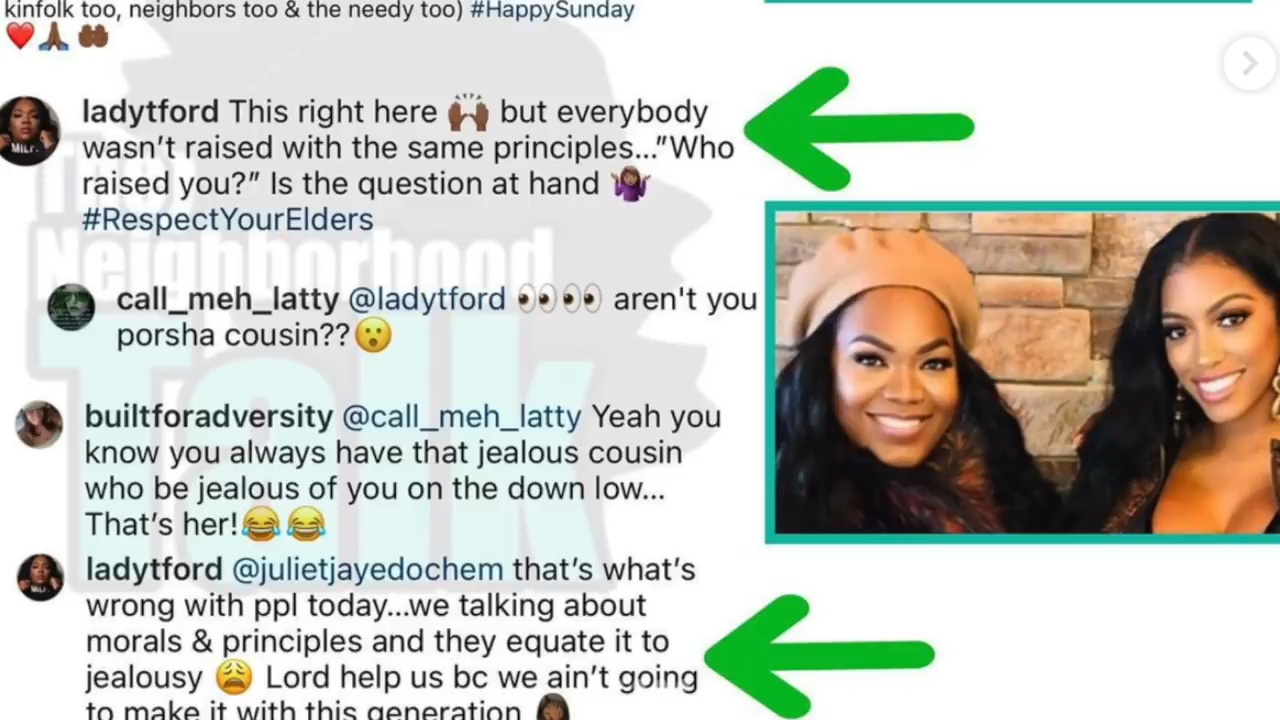 kinfolk too, neighbors too & the needy too) #HappySunday
❤️🙏🏾🤲🏾
ladytford This right here 🙌🏾 but everybody
wasn't raised with the same principles..."Who
raised you?" Is the question at hand 🤷🏾‍♀️
#RespectYourElders
call_meh_latty @ladytford 👀👀 aren't you
porsha cousin??😮
builtforadversity @call_meh_latty Yeah you
know you always have that jealous cousin
who be jealous of you on the down low...
That's her!😂😂
ladytford @julietjayedochem that's what's
wrong with ppl today...we talking about
morals & principles and they equate it to
jealousy 😩 Lord help us bc we ain't going
to make it with this generation
The
Neighborhood
Talk